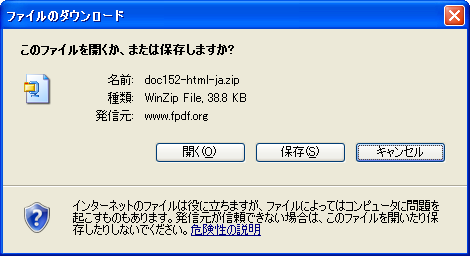 ファイルのダウンロード
このファイルを開くか、または保存しますか?
名前: doc152-html-ja.zip
種類: WinZip File, 38.8 KB
発信元: www.fpdf.org
開く(O) 保存(S) キャンセル
インターネットのファイルは役に立ちますが、ファイルによってはコンピュータに問題を
起こすものもあります。発信元が信頼できない場合は、このファイルを開いたり保
存したりしないでください。危険性の説明